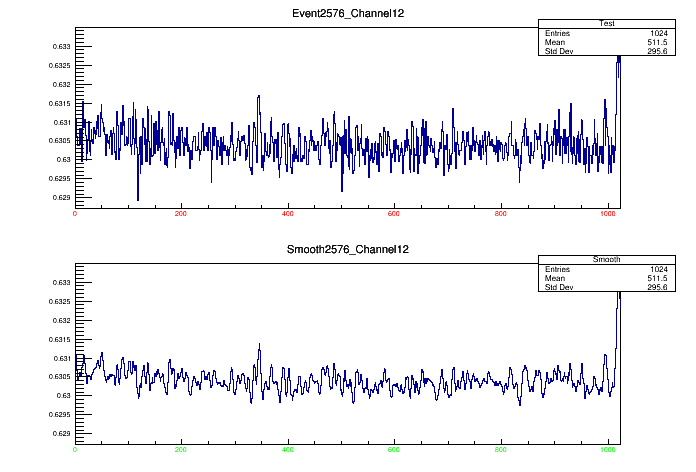 Event2576_Channel12
Test
Entries 1024
Mean 511.5
Std Dev 295.6
0.633
0.6325
0.632
0.6315
0.631
0.6305
0.63
0.6295
0.629
0 200 400 600 800 1000
Smooth2576_Channel12
Smooth
Entries 1024
Mean 511.5
Std Dev 295.6
0.633
0.6325
0.632
0.6315
0.631
0.6305
0.63
0.6295
0.629
0 200 400 600 800 1000